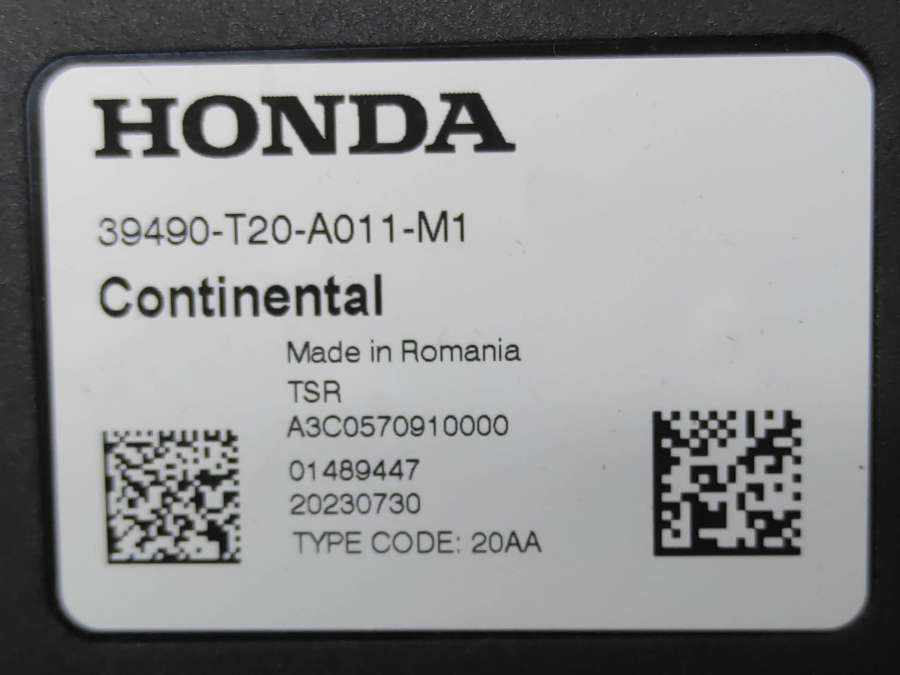 HONDA
39490-T20-A011-M1
Continental
Made in Romania
TSR
A3C0570910000
01489447
20230730
TYPE CODE: 20AA